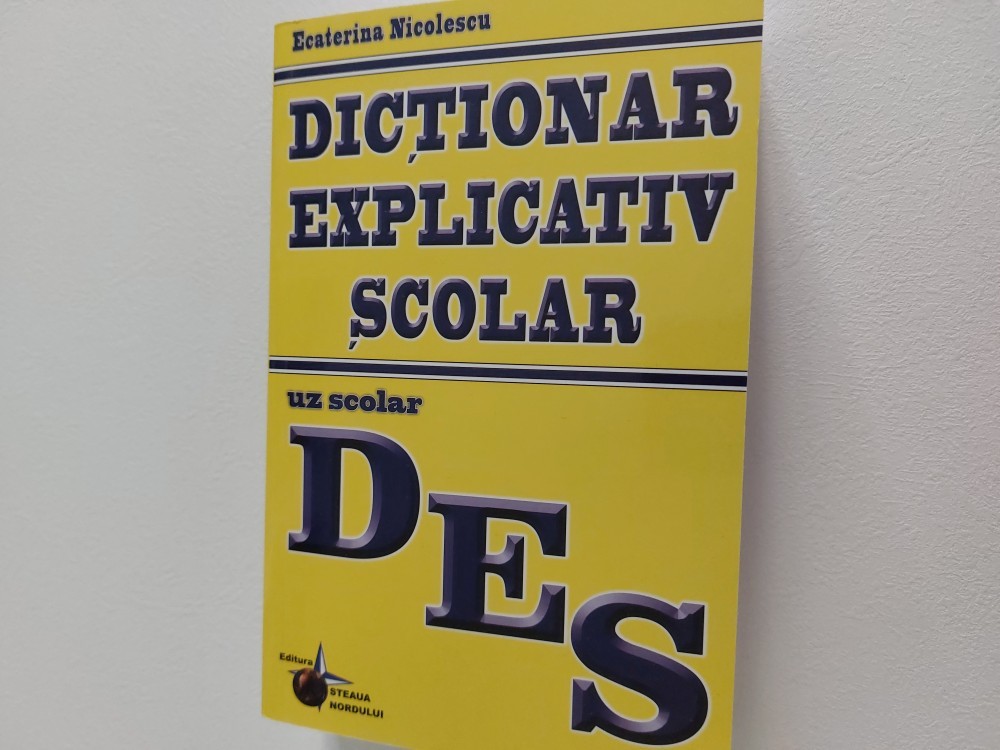 Ecaterina Nicolescu
DICȚIONAR
EXPLICATIV
ȘCOLAR
uz scolar
DES
Editura
STEAUA
NORDULUI